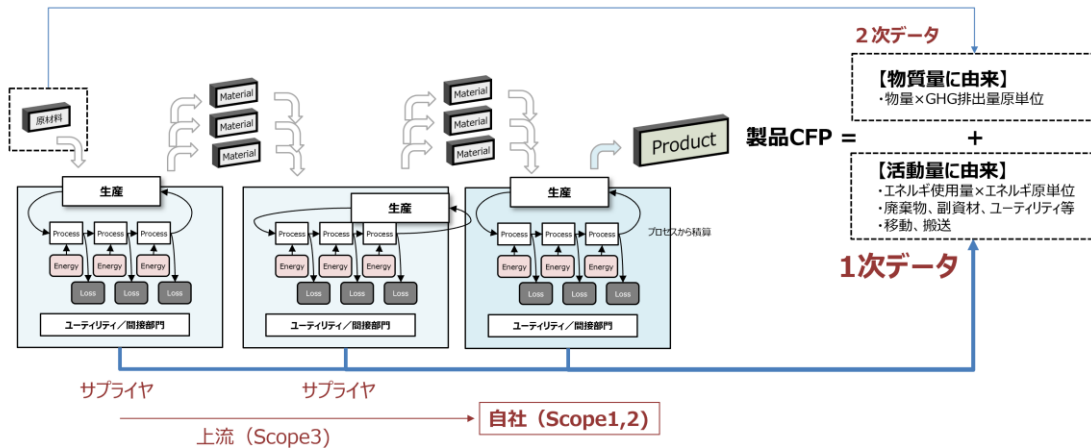 2次データ
【物質量に由来】
・物量×GHG排出量原単位
原材料
Material
Material
Material
Material
Material
Material
Product
製品CFP =
+
【活動量に由来】
・エネルギ使用量×エネルギ原単位
・廃棄物、副資材、ユーティリティ等
・移動、搬送
1次データ
生産
Process
Process
Process
Energy
Energy
Energy
Loss
Loss
Loss
ユーティリティ／間接部門
生産
Process
Process
Process
Energy
Energy
Energy
Loss
Loss
Loss
ユーティリティ／間接部門
生産
プロセスから積算
Process
Process
Process
Energy
Energy
Energy
Loss
Loss
Loss
ユーティリティ／間接部門
サプライヤ
サプライヤ
自社（Scope1,2）
上流（Scope3）